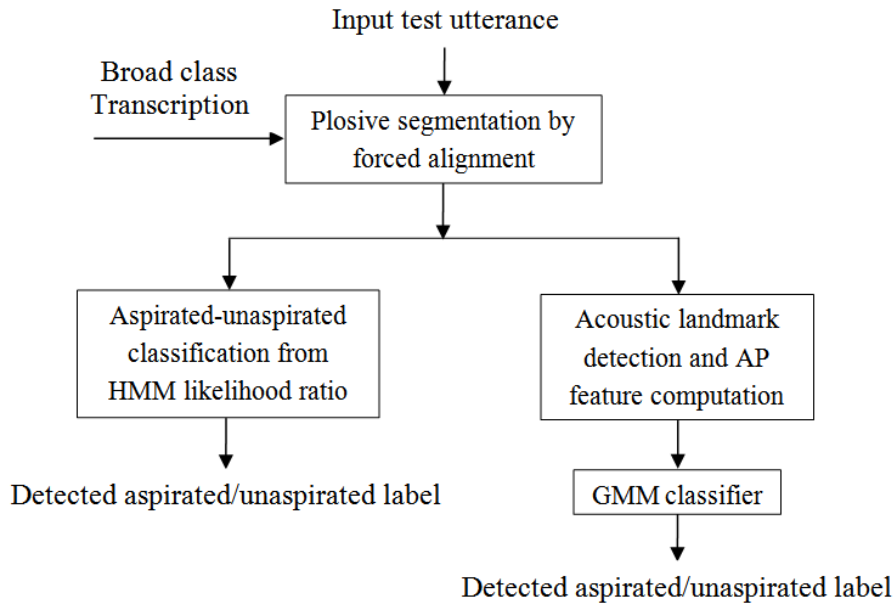 Input test utterance
Broad class
Transcription
Plosive segmentation by
forced alignment
Aspirated-unaspirated
classification from
HMM likelihood ratio
Acoustic landmark
detection and AP
feature computation
Detected aspirated/unaspirated label
GMM classifier
Detected aspirated/unaspirated label